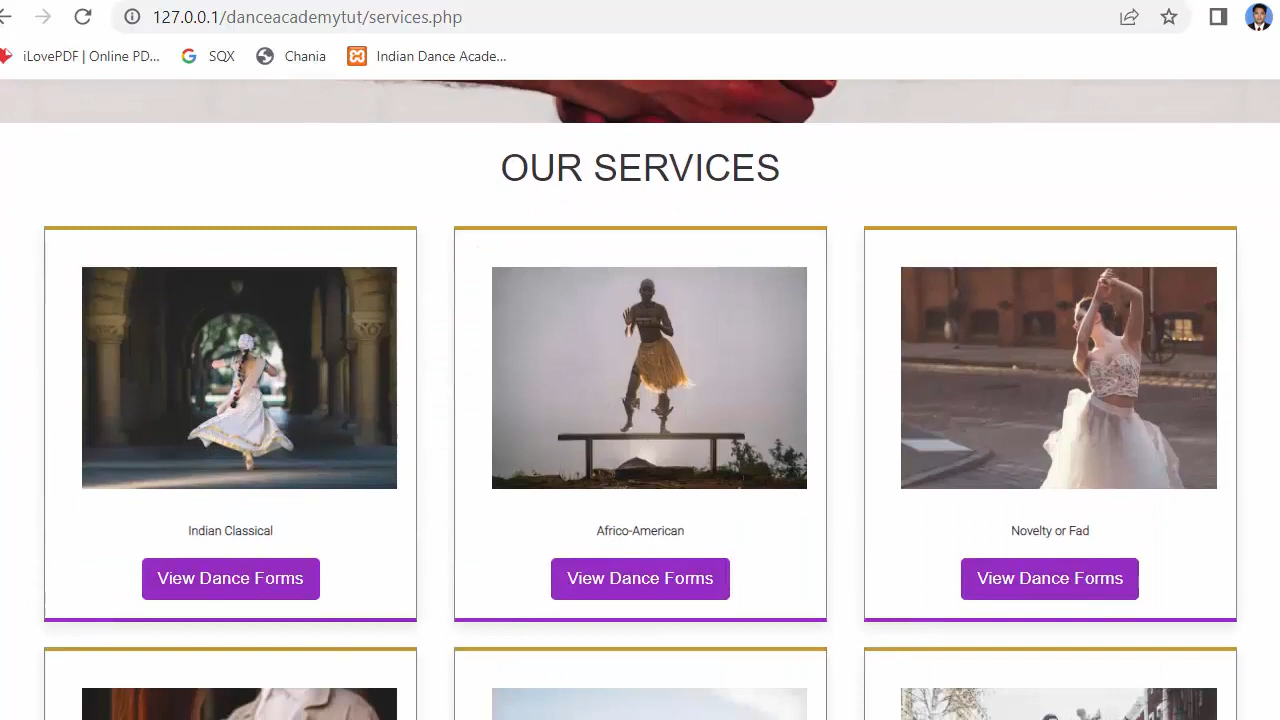 127.0.0.1/danceacademytut/services.php
iLovePDF | Online PD... SQX Chania Indian Dance Acade...
OUR SERVICES
Indian Classical Africo-American Novelty or Fad
View Dance Forms View Dance Forms View Dance Forms